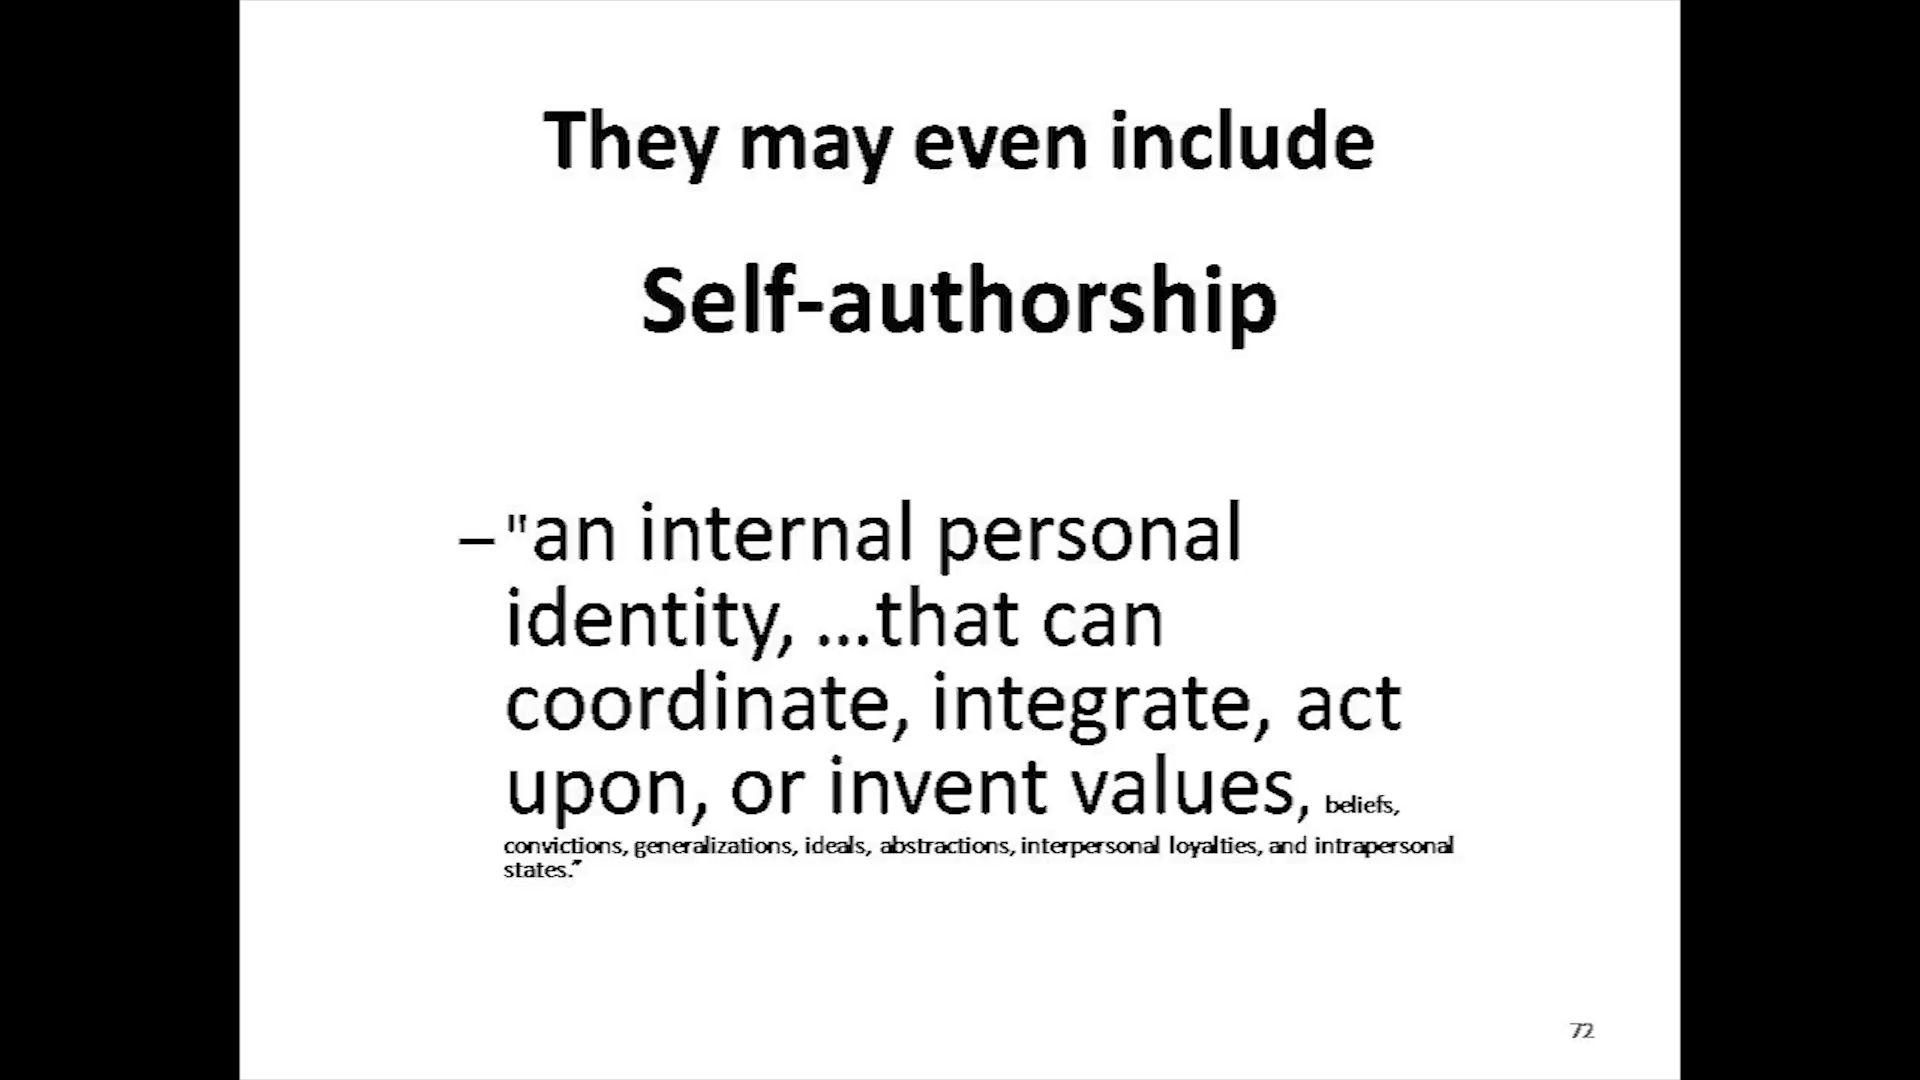 They may even include
Self-authorship
–"an internal personal
identity, ...that can
coordinate, integrate, act
upon, or invent values, beliefs,
convictions, generalizations, ideals, abstractions, interpersonal loyalties, and intrapersonal
states.”
72